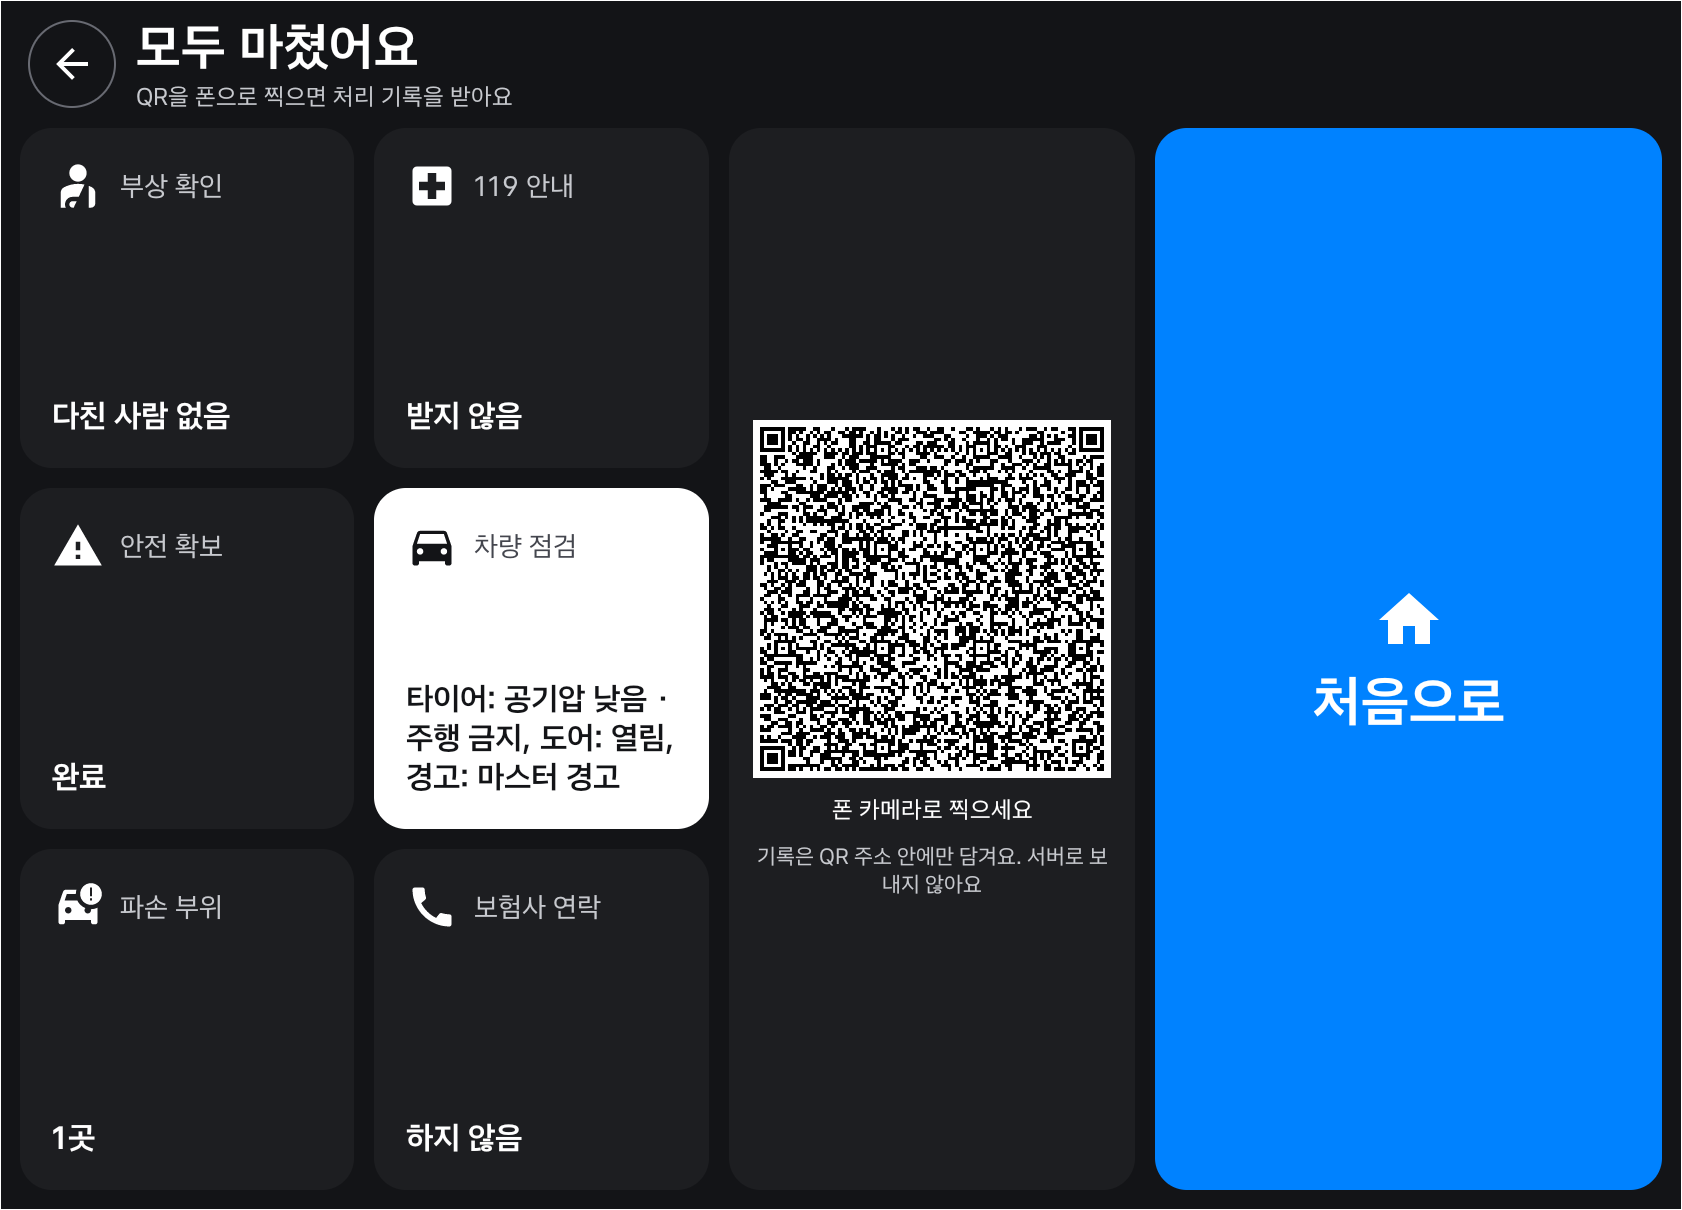 모두 마쳤어요
QR을 폰으로 찍으면 처리 기록을 받아요
부상 확인
다친 사람 없음
119 안내
받지 않음
안전 확보
완료
차량 점검
타이어: 공기압 낮음 ·
주행 금지, 도어: 열림,
경고: 마스터 경고
파손 부위
1곳
보험사 연락
하지 않음
폰 카메라로 찍으세요
기록은 QR 주소 안에만 담겨요. 서버로 보
내지 않아요
처음으로